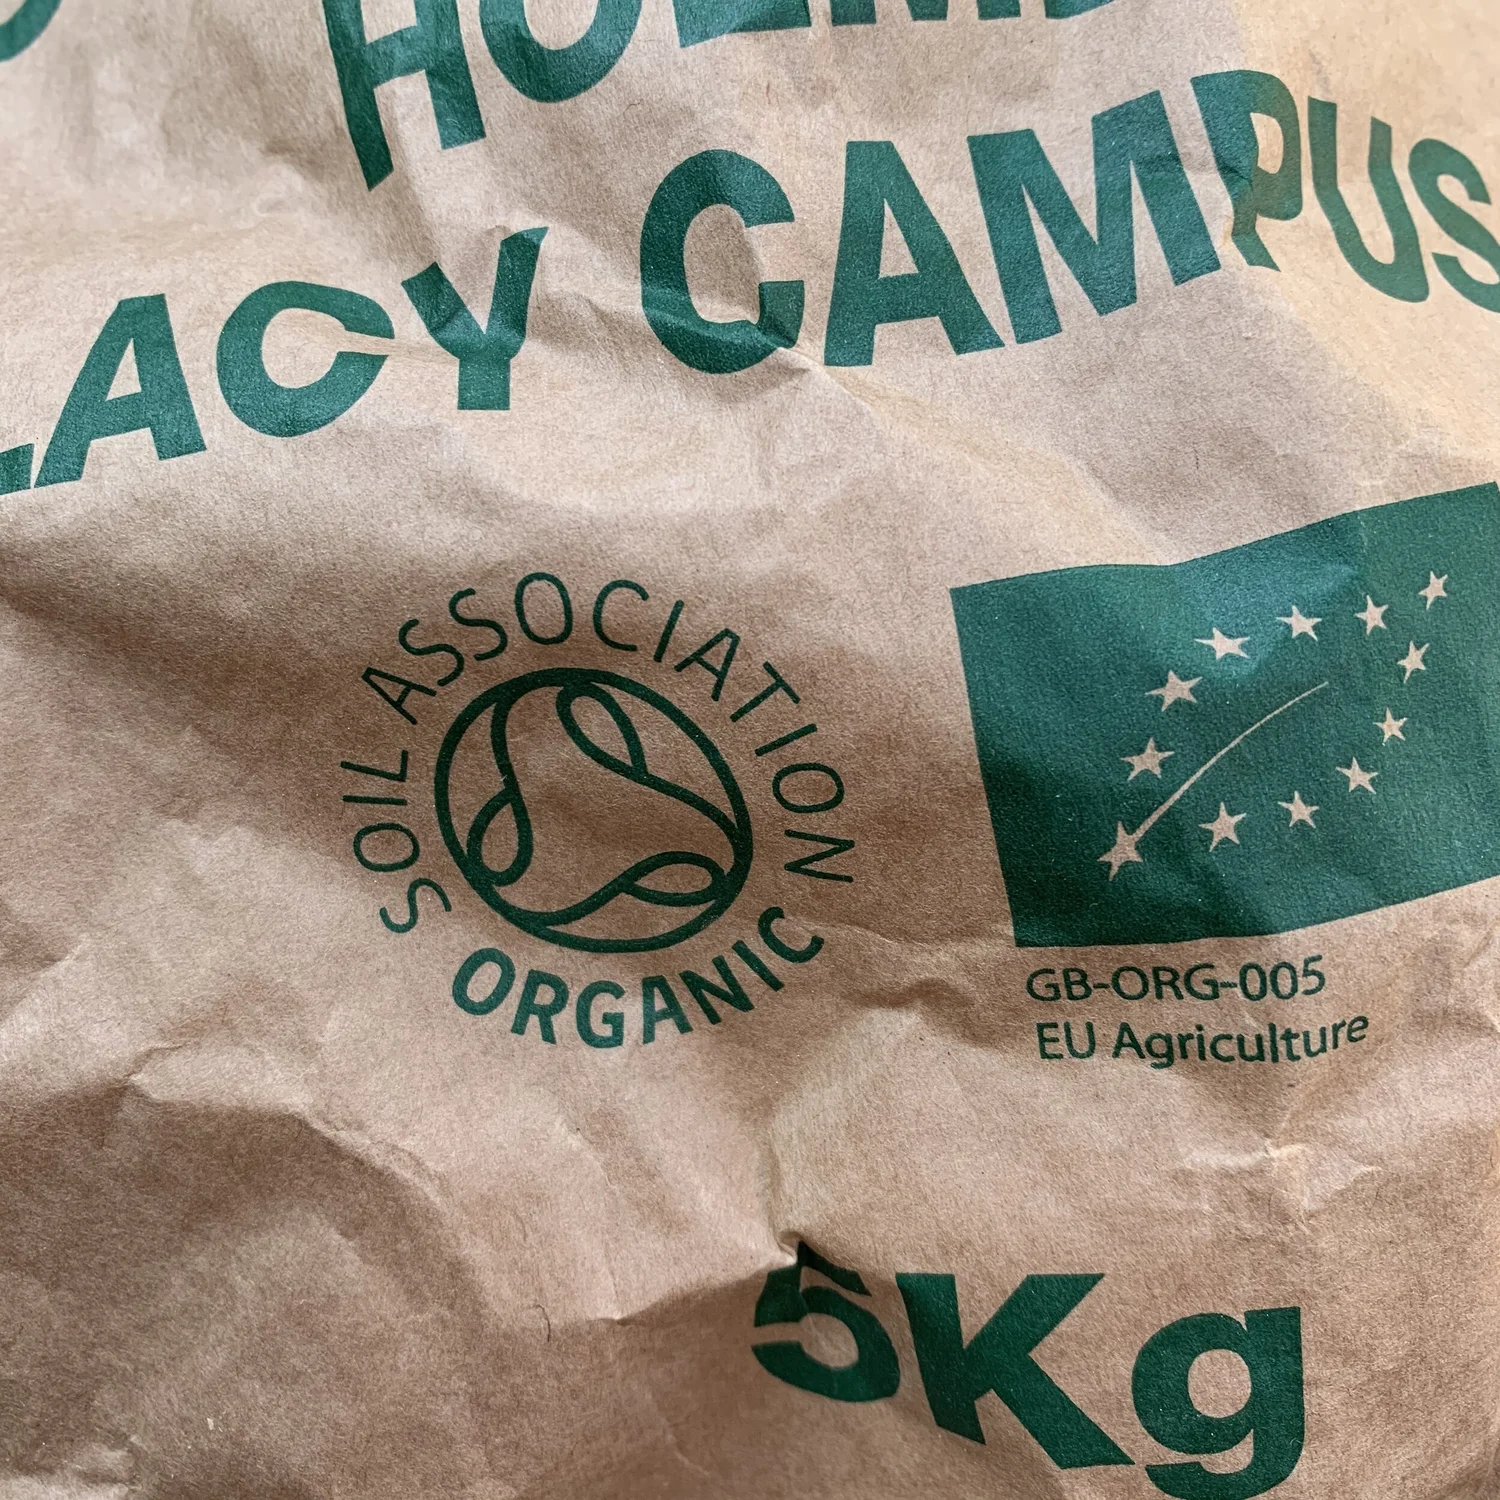 LACY CAMPUS
SOIL ASSOCIATION
ORGANIC
GB-ORG-005
EU Agriculture
5Kg